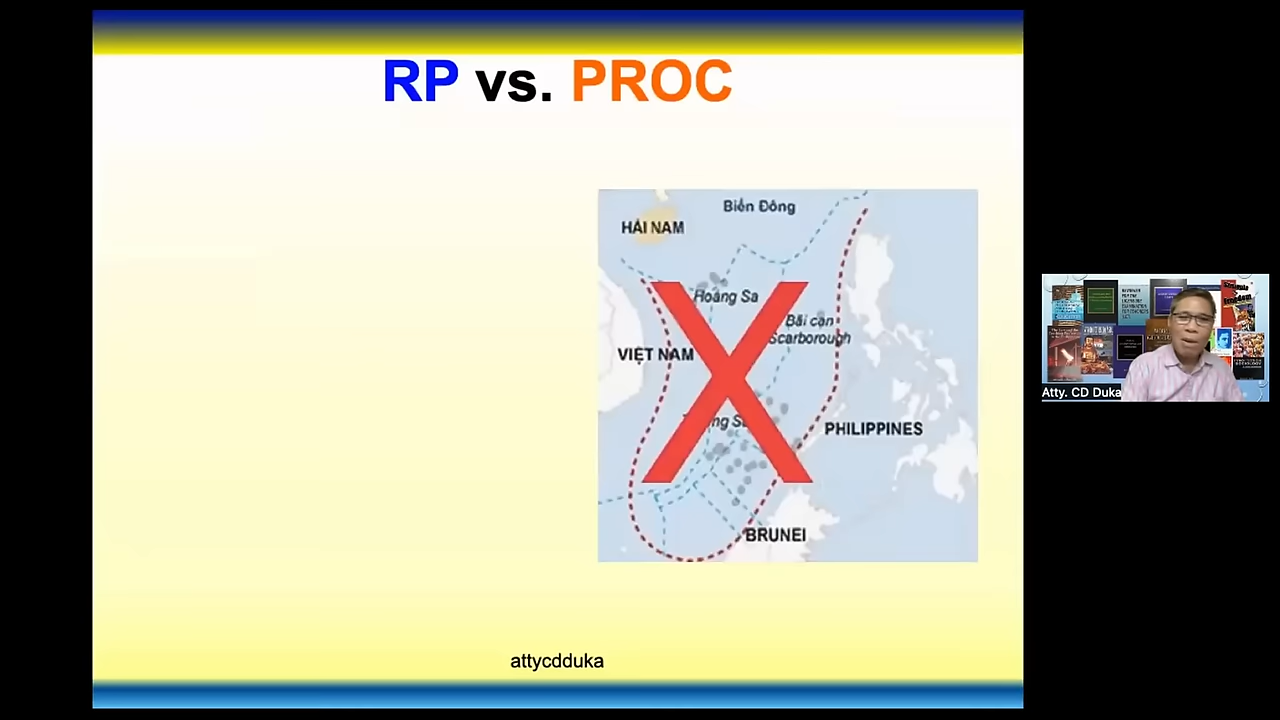 RP vs. PROC
Biển Đông
HẢI NAM
Hoàng Sa
Bãi cạn
Scarborough
VIỆT NAM
PHILIPPINES
BRUNEI
attycdduka
Atty. CD Duka